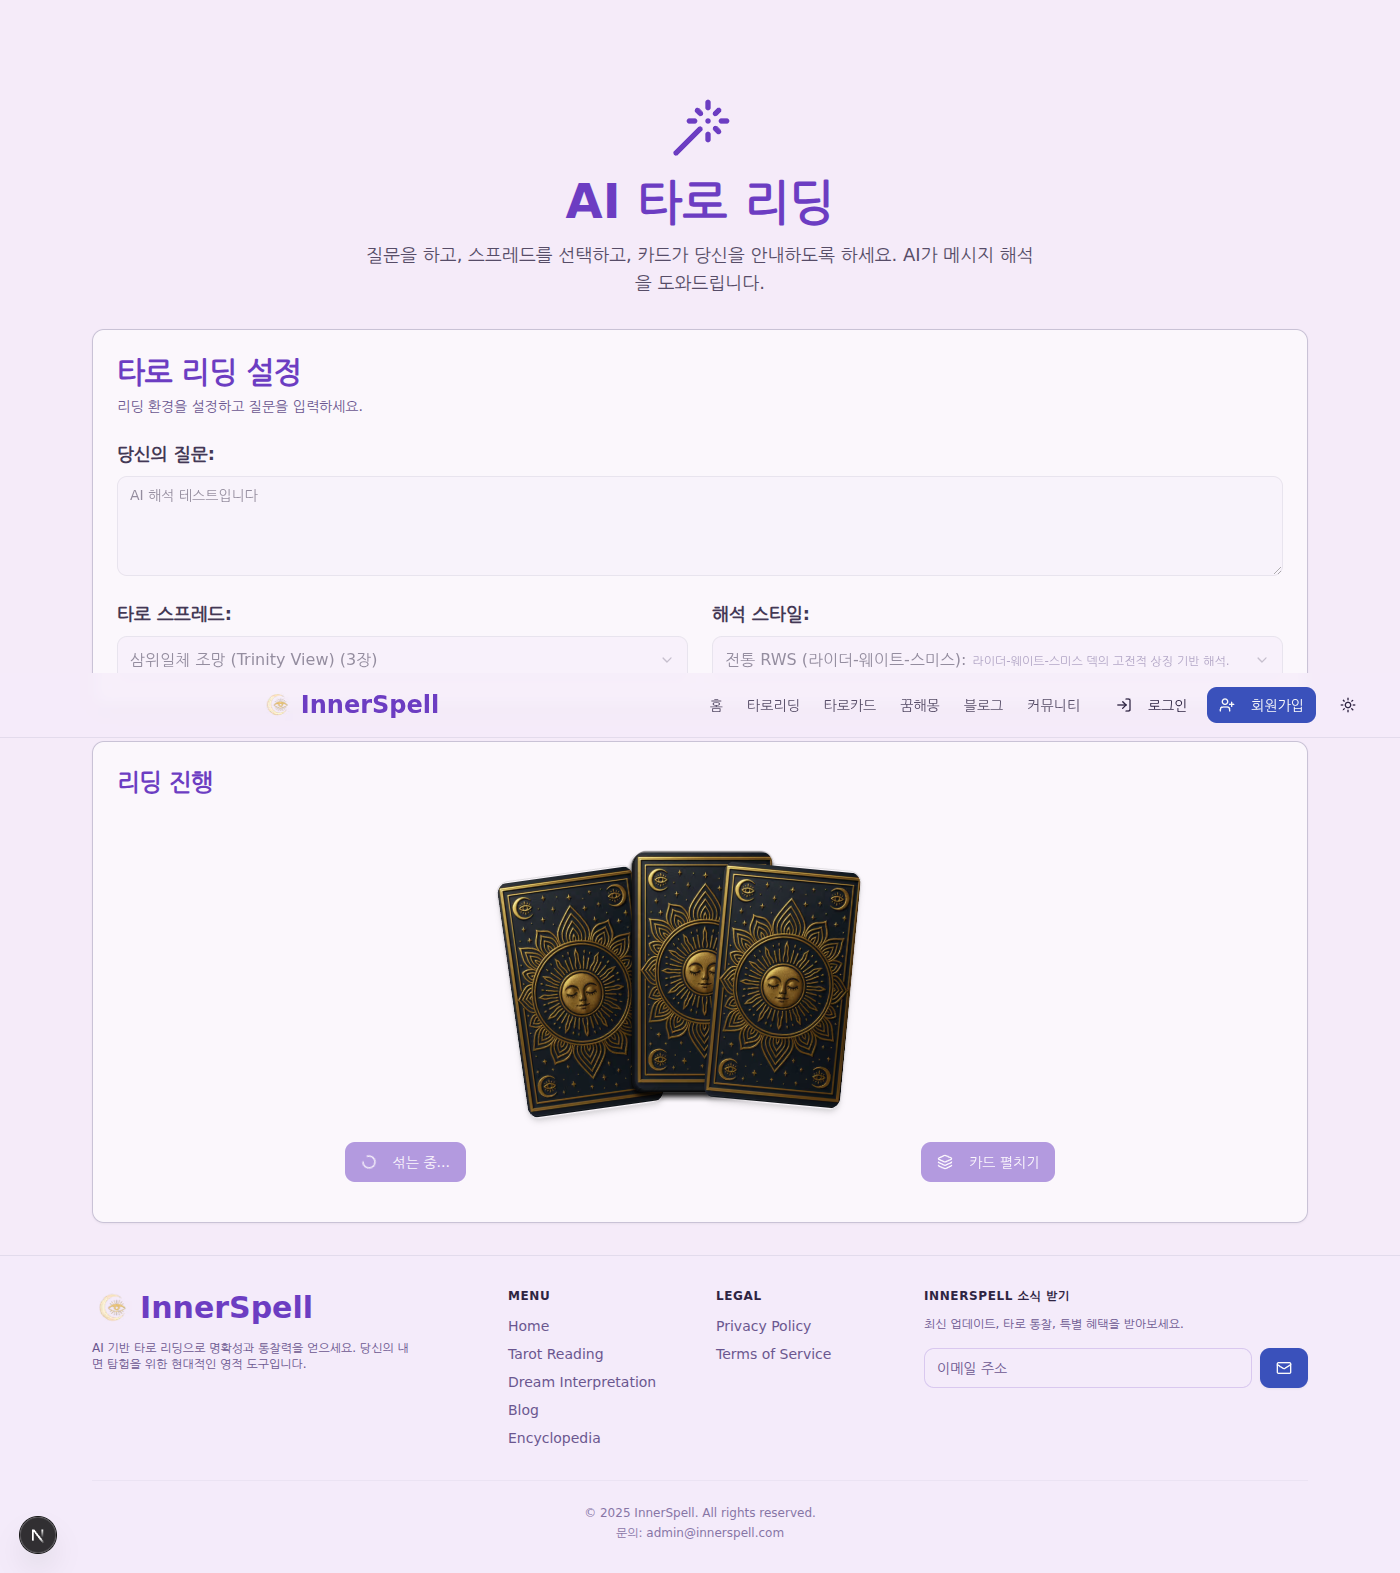 AI 타로 리딩
질문을 하고, 스프레드를 선택하고, 카드가 당신을 안내하도록 하세요. AI가 메시지 해석
을 도와드립니다.
타로 리딩 설정
리딩 환경을 설정하고 질문을 입력하세요.
당신의 질문:
AI 해석 테스트입니다
타로 스프레드:
해석 스타일:
삼위일체 조망 (Trinity View) (3장)
전통 RWS (라이더-웨이트-스미스): 라이더-웨이트-스미스 덱의 고전적 상징 기반 해석.
InnerSpell
홈
타로리딩
타로카드
꿈해몽
블로그
커뮤니티
로그인
회원가입
리딩 진행
섞는 중...
카드 펼치기
InnerSpell
AI 기반 타로 리딩으로 명확성과 통찰력을 얻으세요. 당신의 내
면 탐험을 위한 현대적인 영적 도구입니다.
MENU
Home
Tarot Reading
Dream Interpretation
Blog
Encyclopedia
LEGAL
Privacy Policy
Terms of Service
INNERSPELL 소식 받기
최신 업데이트, 타로 통찰, 특별 혜택을 받아보세요.
이메일 주소
© 2025 InnerSpell. All rights reserved.
문의: admin@innerspell.com
N